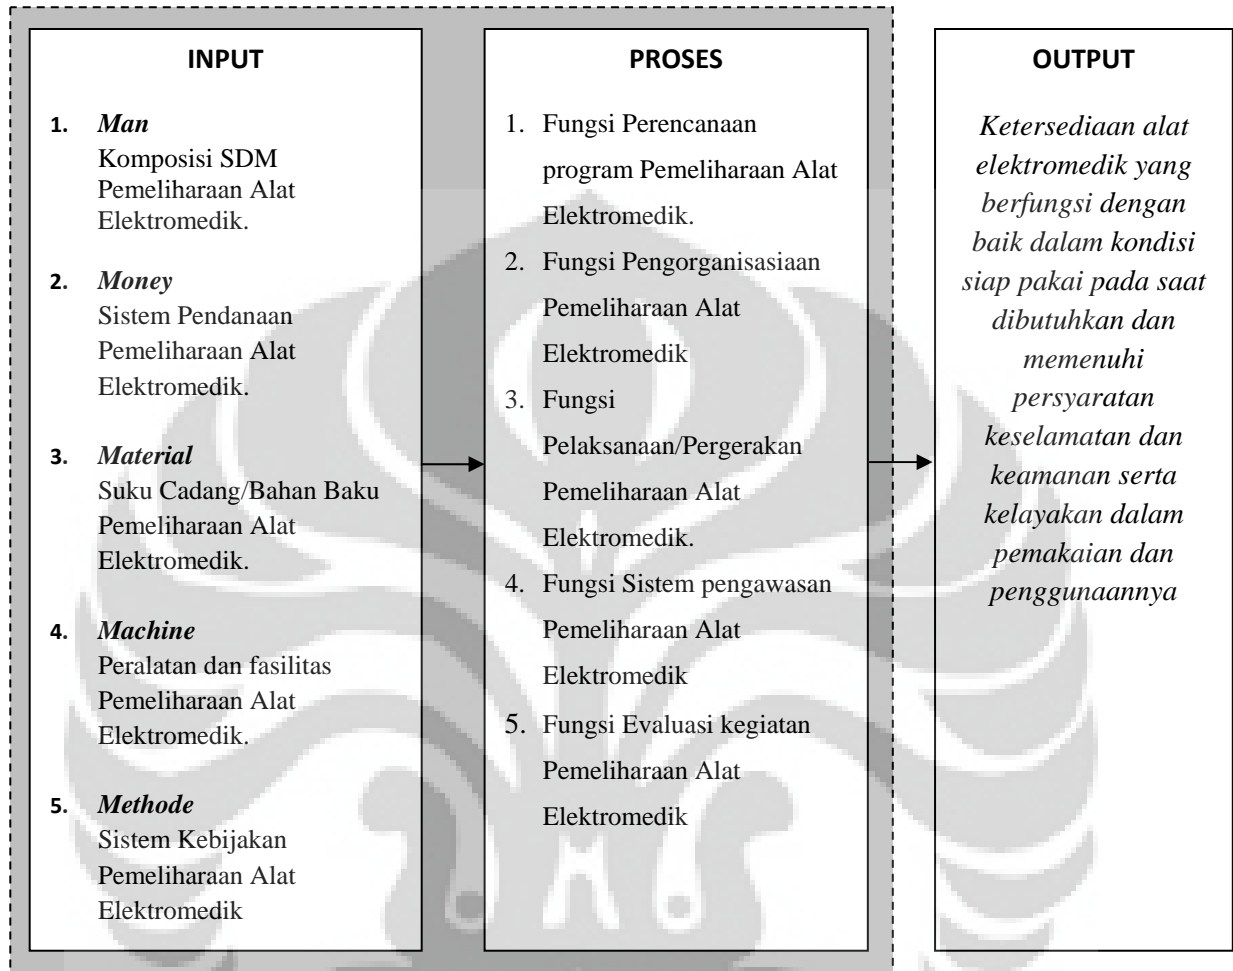 INPUT
1. Man
Komposisi SDM
Pemeliharaan Alat
Elektromedik.
2. Money
Sistem Pendanaan
Pemeliharaan Alat
Elektromedik.
3. Material
Suku Cadang/Bahan Baku
Pemeliharaan Alat
Elektromedik.
4. Machine
Peralatan dan fasilitas
Pemeliharaan Alat
Elektromedik.
5. Methode
Sistem Kebijakan
Pemeliharaan Alat
Elektromedik
PROSES
1. Fungsi Perencanaan
program Pemeliharaan Alat
Elektromedik.
2. Fungsi Pengorganisasiaan
Pemeliharaan Alat
Elektromedik
3. Fungsi
Pelaksanaan/Pergerakan
Pemeliharaan Alat
Elektromedik.
4. Fungsi Sistem pengawasan
Pemeliharaan Alat
Elektromedik
5. Fungsi Evaluasi kegiatan
Pemeliharaan Alat
Elektromedik
OUTPUT
Ketersediaan alat
elektromedik yang
berfungsi dengan
baik dalam kondisi
siap pakai pada saat
dibutuhkan dan
memenuhi
persyaratan
keselamatan dan
keamanan serta
kelayakan dalam
pemakaian dan
penggunaannya